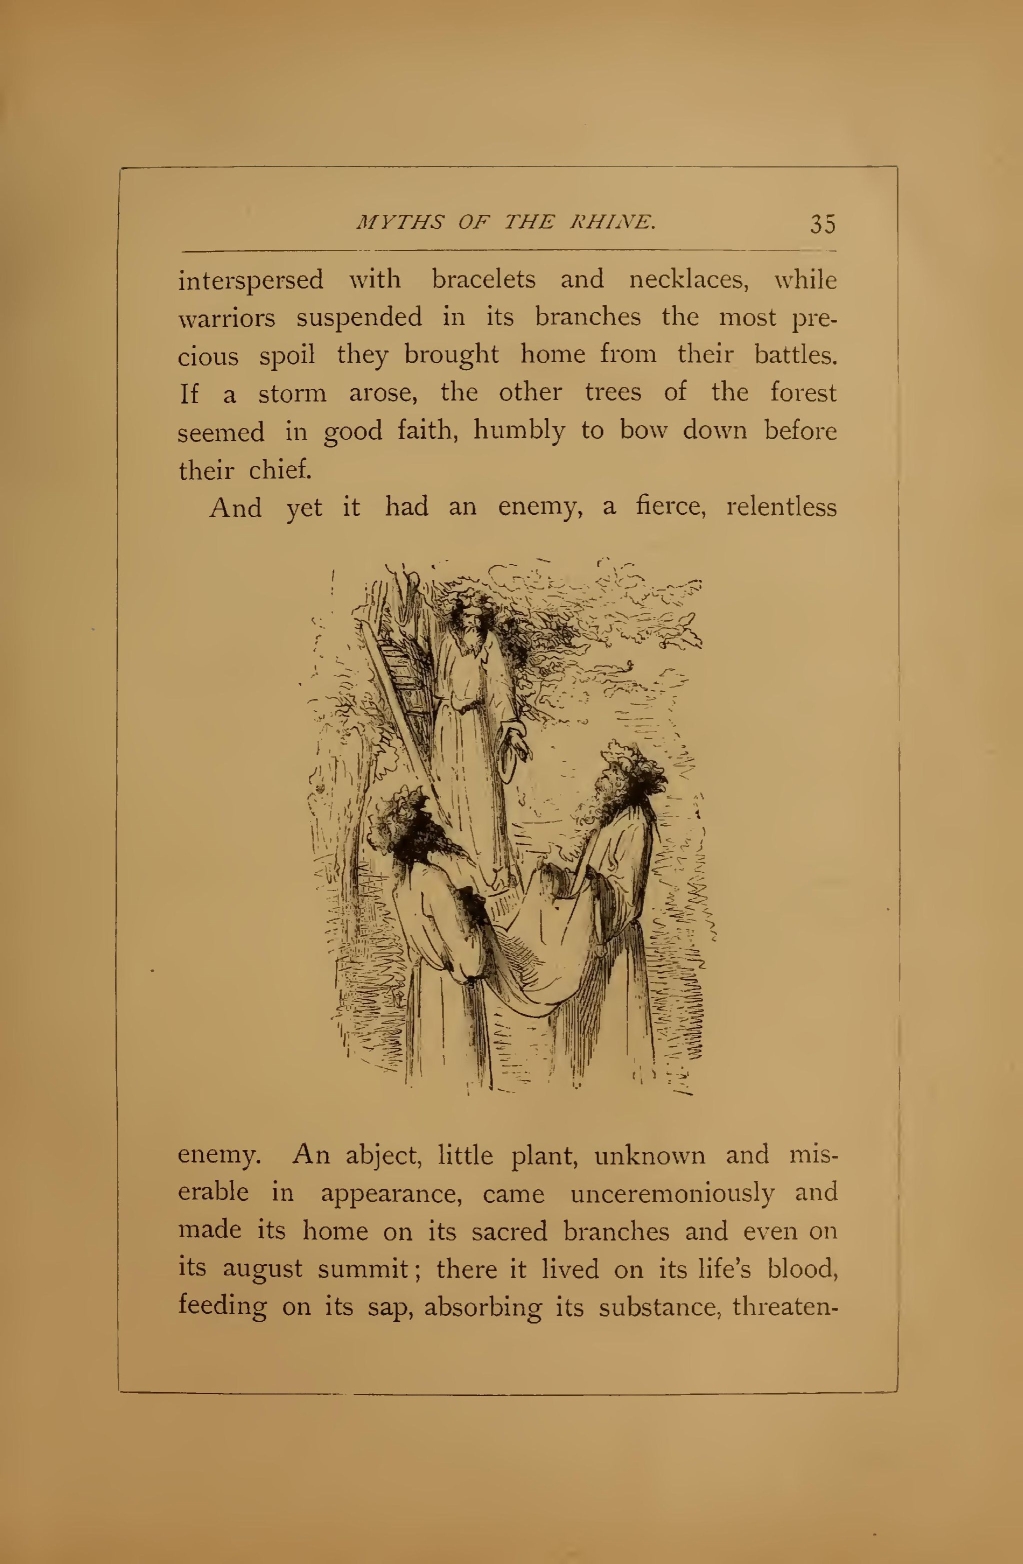 MYTHS OF THE RHINE. 35
interspersed with bracelets and necklaces, while
warriors suspended in its branches the most pre-
cious spoil they brought home from their battles.
If a storm arose, the other trees of the forest
seemed in good faith, humbly to bow down before
their chief.
And yet it had an enemy, a fierce, relentless
enemy. An abject, little plant, unknown and mis-
erable in appearance, came unceremoniously and
made its home on its sacred branches and even on
its august summit; there it lived on its life's blood,
feeding on its sap, absorbing its substance, threaten-